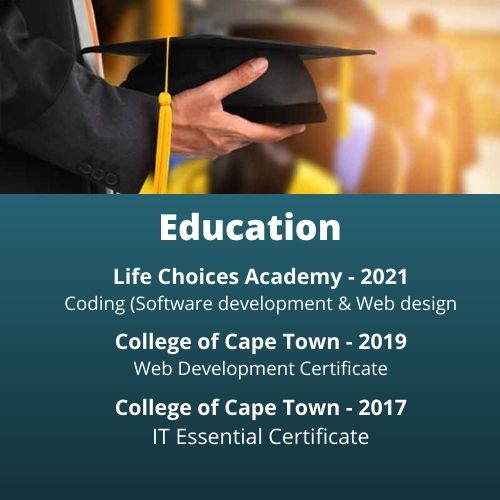 Education
Life Choices Academy - 2021
Coding (Software development & Web design
College of Cape Town - 2019
Web Development Certificate
College of Cape Town - 2017
IT Essential Certificate